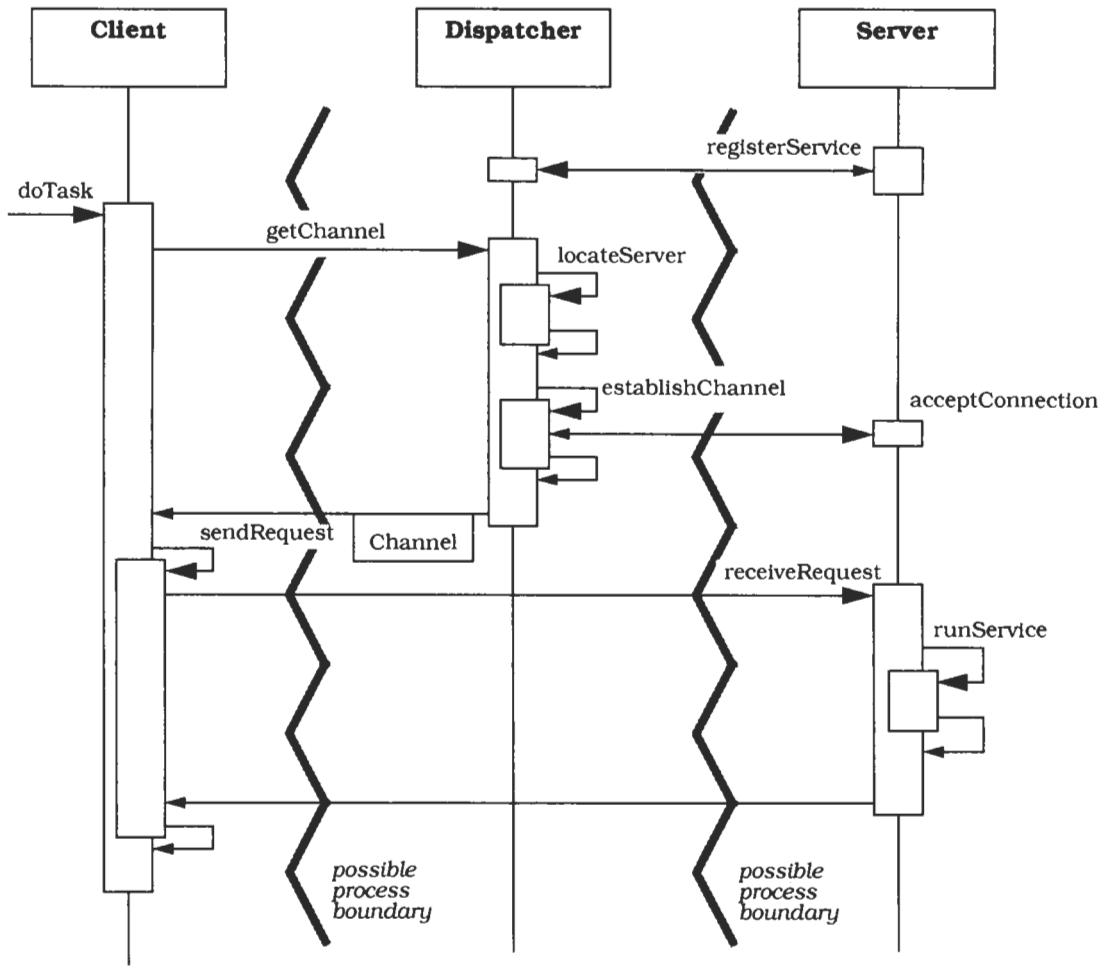 Client
Dispatcher
Server
registerService
doTask
getChannel
locateServer
establishChannel
acceptConnection
sendRequest
Channel
receiveRequest
runService
possible
process
boundary
possible
process
boundary